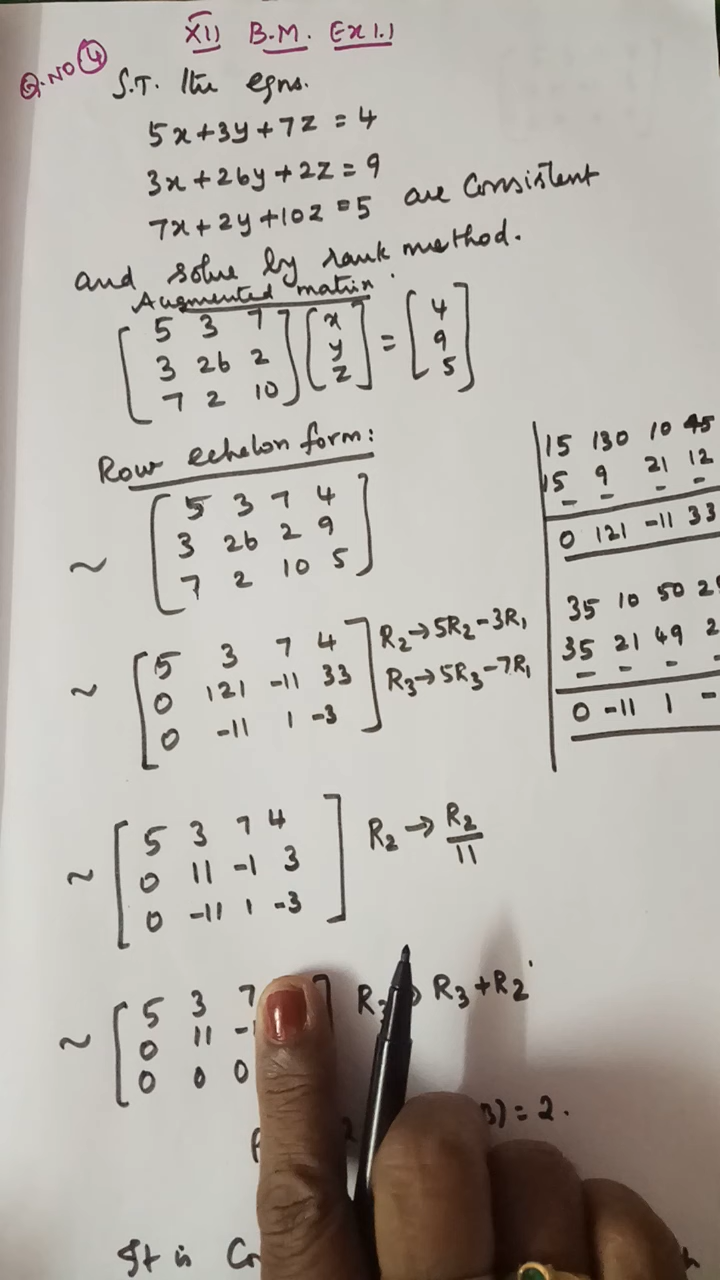 XII B.M. Ex 1.1
Q.NO 4
S.T. the eqns.
5x+3y+7z=4
3x+26y+2z=9
7x+2y+10z=5 are Consistent
and solve by rank method.
Augmented matrix
[5 3 7] [x] = [4]
[3 26 2] [y] [9]
[7 2 10] [z] [5]
Row echelon form:
~ [5 3 7 4]
[3 26 2 9]
[7 2 10 5]
15 130 10 45
15 9 21 12
- - - -
0 121 -11 33
~ [5 3 7 4] R2→5R2-3R1
[0 121 -11 33] R3→5R3-7R1
[0 -11 1 -3]
35 10 50
35 21 49
- - - -
0 -11 1 -
~ [5 3 7 4] R2→R2/11
[0 11 -1 3]
[0 -11 1 -3]
~ [5 3 7 R3 + R2
[0 11 -1
[0 0 0
) = 2.
It is